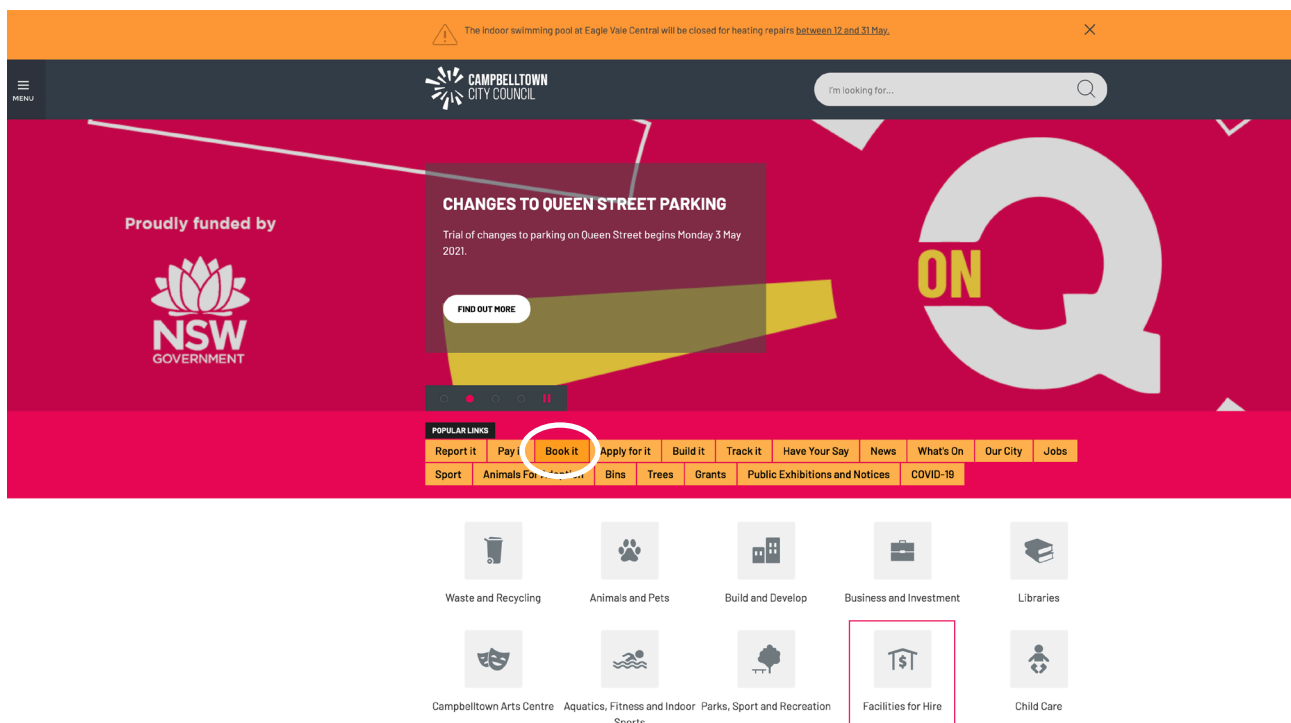 The Indoor swimming pool at Eagle Vale Central will be closed for heating repairs between 12 and 31 May.
MENU
CAMPBELLTOWN
CITY COUNCIL
I'm looking for...
Proudly funded by
NSW
GOVERNMENT
CHANGES TO QUEEN STREET PARKING
Trial of changes to parking on Queen Street begins Monday 3 May
2021.
FIND OUT MORE
ON
Q
POPULAR LINKS
Report it Pay i Book it Apply for it Build it Track it Have Your Say News What's On Our City Jobs
Sport Animals For Adoption Bins Trees Grants Public Exhibitions and Notices COVID-19
Waste and Recycling Animals and Pets Build and Develop Business and Investment Libraries
$
Campbelltown Arts Centre Aquatics, Fitness and Indoor Parks, Sport and Recreation Facilities for Hire Child Care
Sports